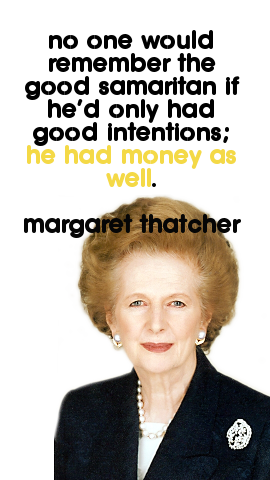 no one would
remember the
good samaritan if
he'd only had
good intentions;
he had money as
well.
margaret thatcher